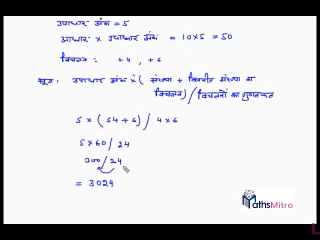 उपाधार अंक = 5
आधार × उपाधार अंक = 10×5 = 50
विचलन : +4 , +6
सूत्र : उपाधार अंक × ( संख्या + विपरीत संख्या का
विचलन ) / विचलनों का गुणनफल
5 × ( 54 + 6 ) / 4 × 6
5 × 60 / 24
300 / 24
= 3024
MathsMitra